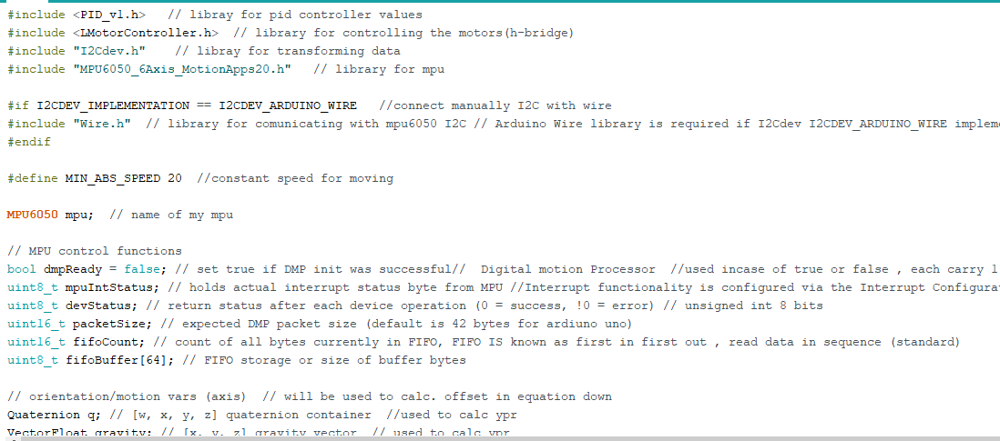 #include <PID_v1.h>   // libray for pid controller values
#include <LMotorController.h>  // library for controlling the motors(h-bridge)
#include "I2Cdev.h"    // libray for transforming data
#include "MPU6050_6Axis_MotionApps20.h"   // library for mpu
#if I2CDEV_IMPLEMENTATION == I2CDEV_ARDUINO_WIRE   //connect manually I2C with wire
#include "Wire.h"  // library for comunicating with mpu6050 I2C // Arduino Wire library is required if I2Cdev I2CDEV_ARDUINO_WIRE implem
#endif
#define MIN_ABS_SPEED 20  //constant speed for moving
MPU6050 mpu;  // name of my mpu
// MPU control functions
bool dmpReady = false; // set true if DMP init was successful//  Digital motion Processor  //used incase of true or false , each carry 1
uint8_t mpuIntStatus; // holds actual interrupt status byte from MPU //Interrupt functionality is configured via the Interrupt Configura
uint8_t devStatus; // return status after each device operation (0 = success, !0 = error) // unsigned int 8 bits
uint16_t packetSize; // expected DMP packet size (default is 42 bytes for ardiuno uno)
uint16_t fifoCount; // count of all bytes currently in FIFO, FIFO IS known as first in first out , read data in sequence (standard)
uint8_t fifoBuffer[64]; // FIFO storage or size of buffer bytes
// orientation/motion vars (axis)  // will be used to calc. offset in equation down
Quaternion q; // [w, x, y, z] quaternion container  //used to calc ypr
VectorFloat gravity; // [x, y, z] gravity vector  // used to calc ypr